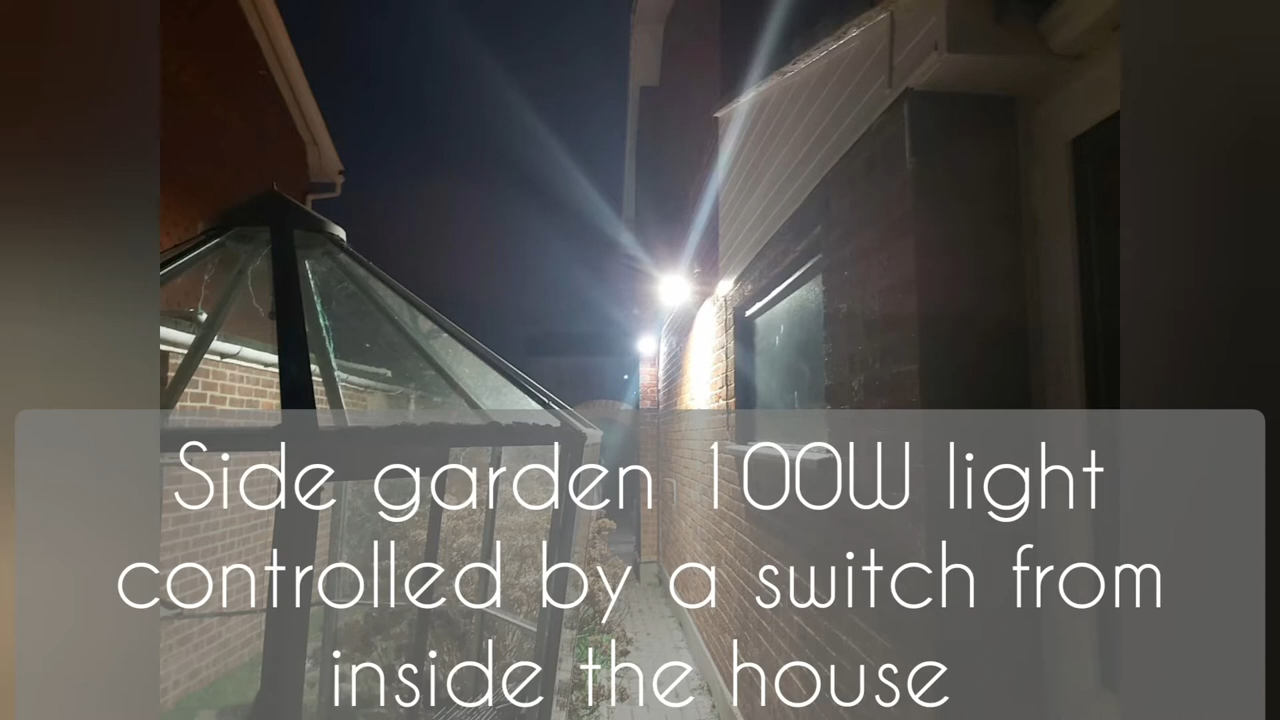 Side garden 100W light
controlled by a switch from
inside the house